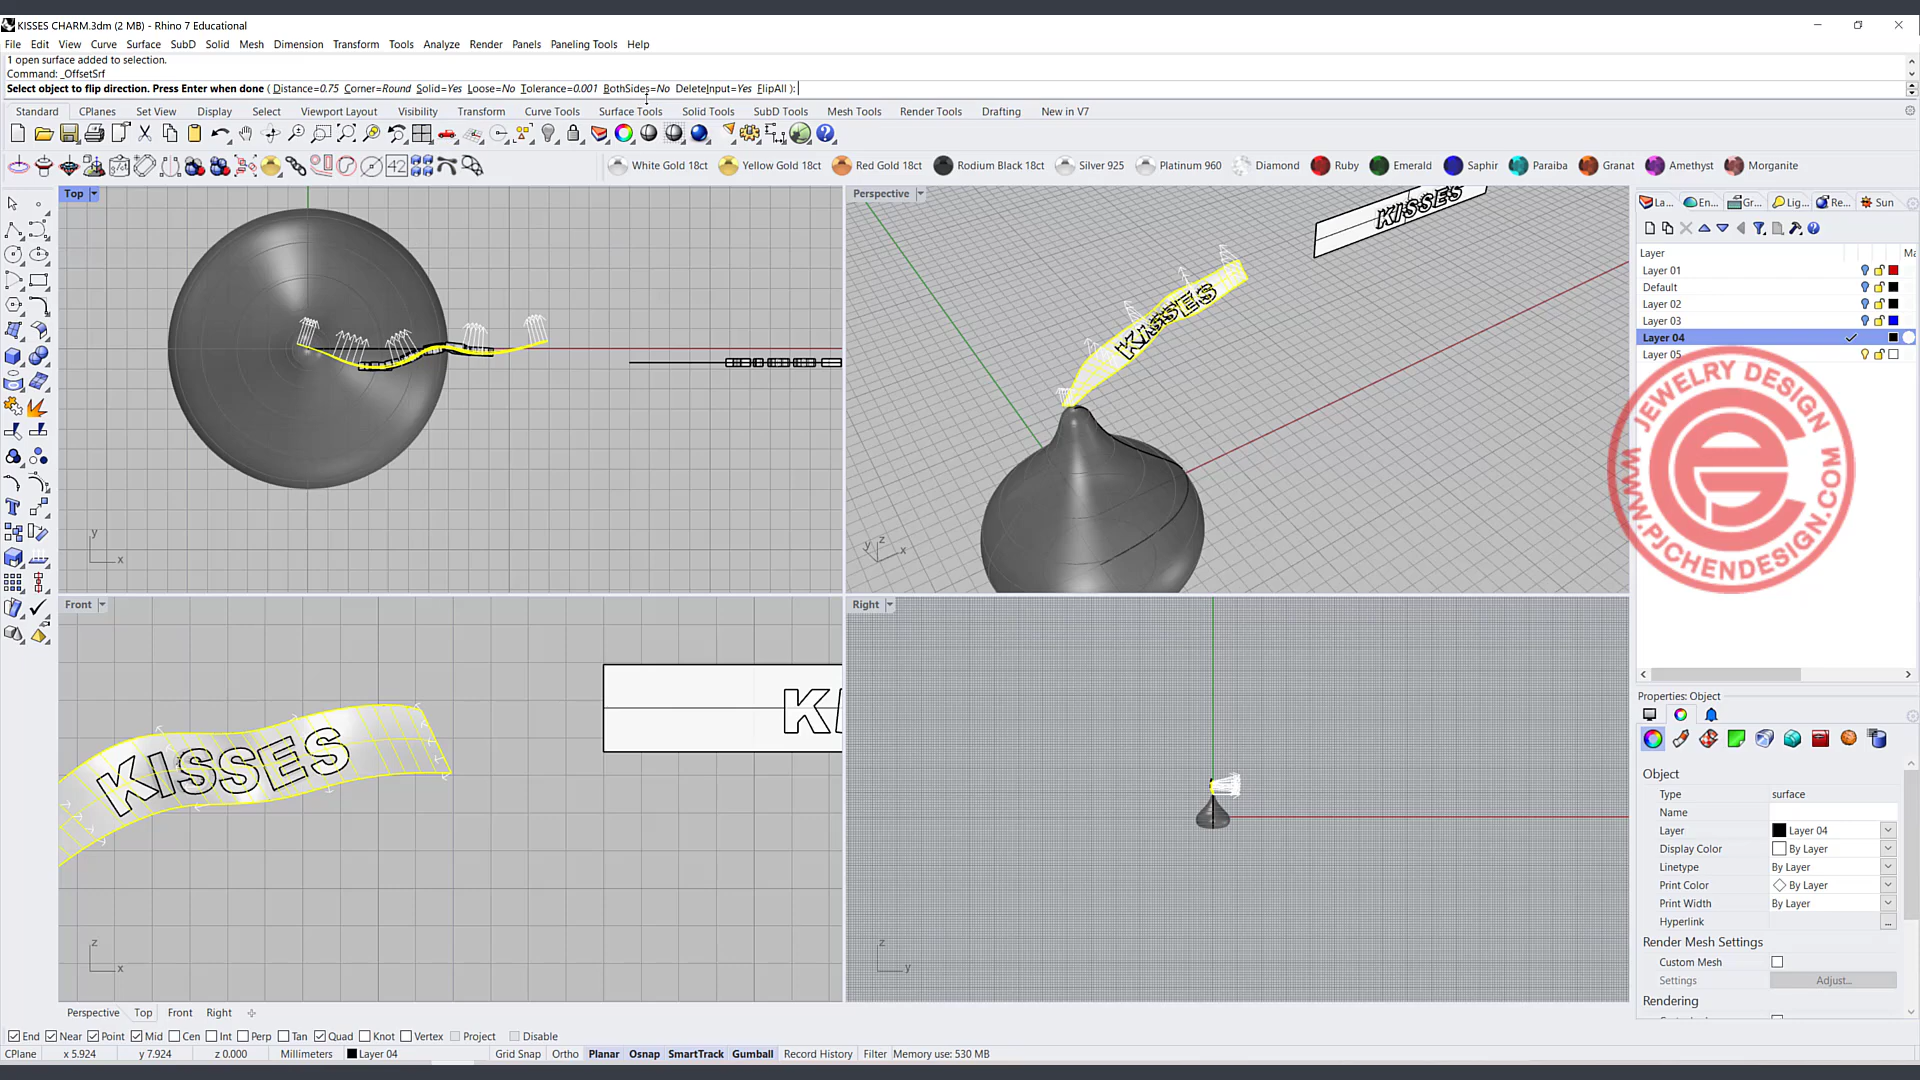 KISSES CHARM.3dm (2 MB) - Rhino 7 Educational
File Edit View Curve Surface SubD Solid Mesh Dimension Transform Tools Analyze Render Panels Paneling Tools Help
1 open surface added to selection.
Command: _OffsetSrf
Select object to flip direction. Press Enter when done ( Distance=0.75 Corner=Round Solid=Yes Loose=No Tolerance=0.001 BothSides=No DeleteInput=Yes FlipAll ):
Standard CPlanes Set View Display Select Viewport Layout Visibility Transform Curve Tools Surface Tools Solid Tools SubD Tools Mesh Tools Render Tools Drafting New in V7
42 White Gold 18ct Yellow Gold 18ct Red Gold 18ct Rodium Black 18ct Silver 925 Platinum 960 Diamond Ruby Emerald Saphir Paraiba Granat Amethyst Morganite
Top
Perspective
KISSES
KISSES
y
x
y z x
La... En... Gr... Lig... Re... Sun
Layer Ma
Layer 01
Default
Layer 02
Layer 03
Layer 04
Layer 05
JEWELRY DESIGN
WWW.PJCHENDESIGN.COM
Front
Right
KISSES
z
x
z
y
Properties: Object
Object
Type surface
Name
Layer Layer 04
Display Color By Layer
Linetype By Layer
Print Color By Layer
Print Width By Layer
Hyperlink ...
Render Mesh Settings
Custom Mesh
Settings Adjust...
Rendering
Perspective Top Front Right
End Near Point Mid Cen Int Perp Tan Quad Knot Vertex Project Disable
CPlane x 5.924 y 7.924 z 0.000 Millimeters Layer 04 Grid Snap Ortho Planar Osnap SmartTrack Gumball Record History Filter Memory use: 530 MB